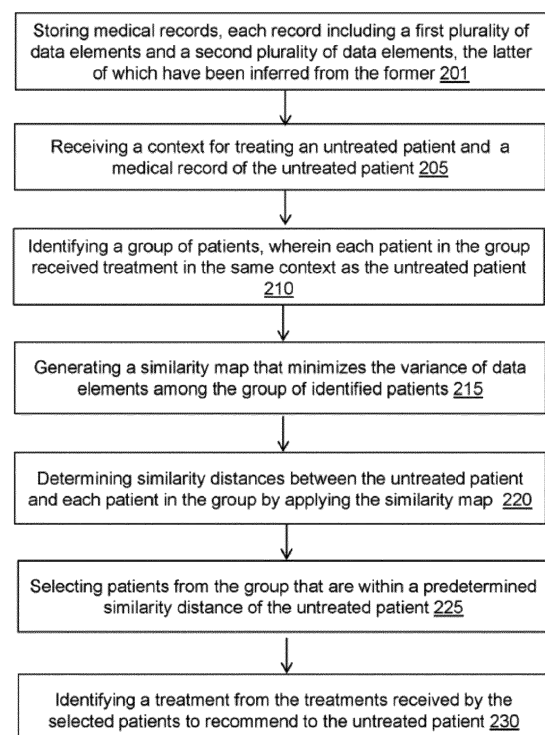 Storing medical records, each record including a first plurality of
data elements and a second plurality of data elements, the latter
of which have been inferred from the former 201
Receiving a context for treating an untreated patient and a
medical record of the untreated patient 205
Identifying a group of patients, wherein each patient in the group
received treatment in the same context as the untreated patient
210
Generating a similarity map that minimizes the variance of data
elements among the group of identified patients 215
Determining similarity distances between the untreated patient
and each patient in the group by applying the similarity map 220
Selecting patients from the group that are within a predetermined
similarity distance of the untreated patient 225
Identifying a treatment from the treatments received by the
selected patients to recommend to the untreated patient 230